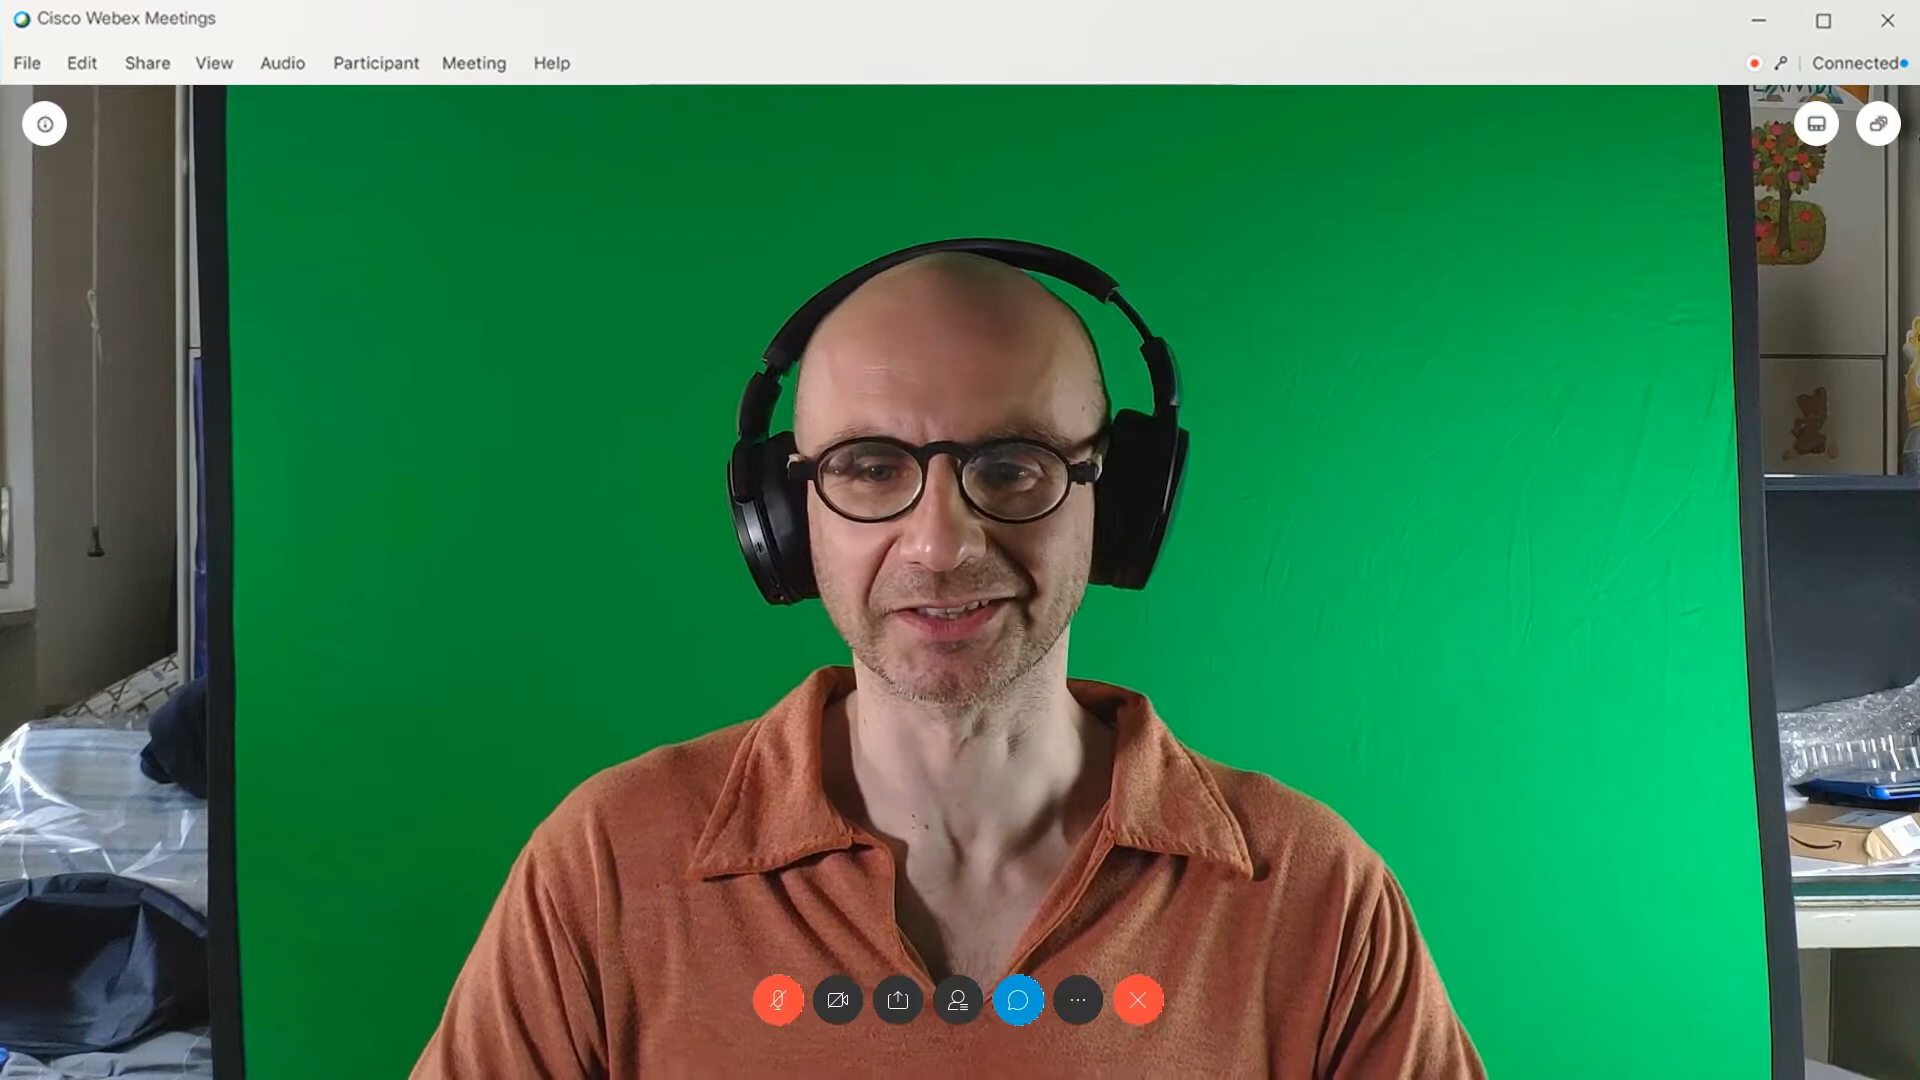 Cisco Webex Meetings
File Edit Share View Audio Participant Meeting Help
Connected